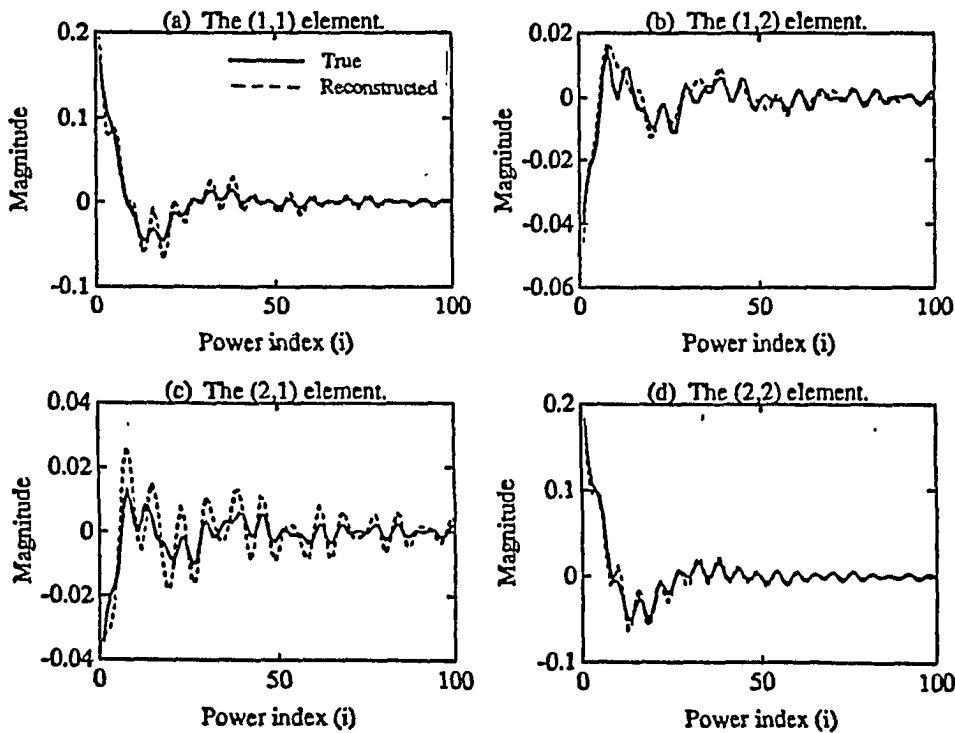 (a) The (1,1) element.
0.2
0.1
0
-0.1
Magnitude
True
Reconstructed
0
50
100
Power index (i)
(b) The (1,2) element.
0.02
0
-0.02
-0.04
-0.06
Magnitude
0
50
100
Power index (i)
(c) The (2,1) element.
0.04
0.02
0
-0.02
-0.04
Magnitude
0
50
100
Power index (i)
(d) The (2,2) element.
0.2
0.1
0
-0.1
Magnitude
0
50
100
Power index (i)